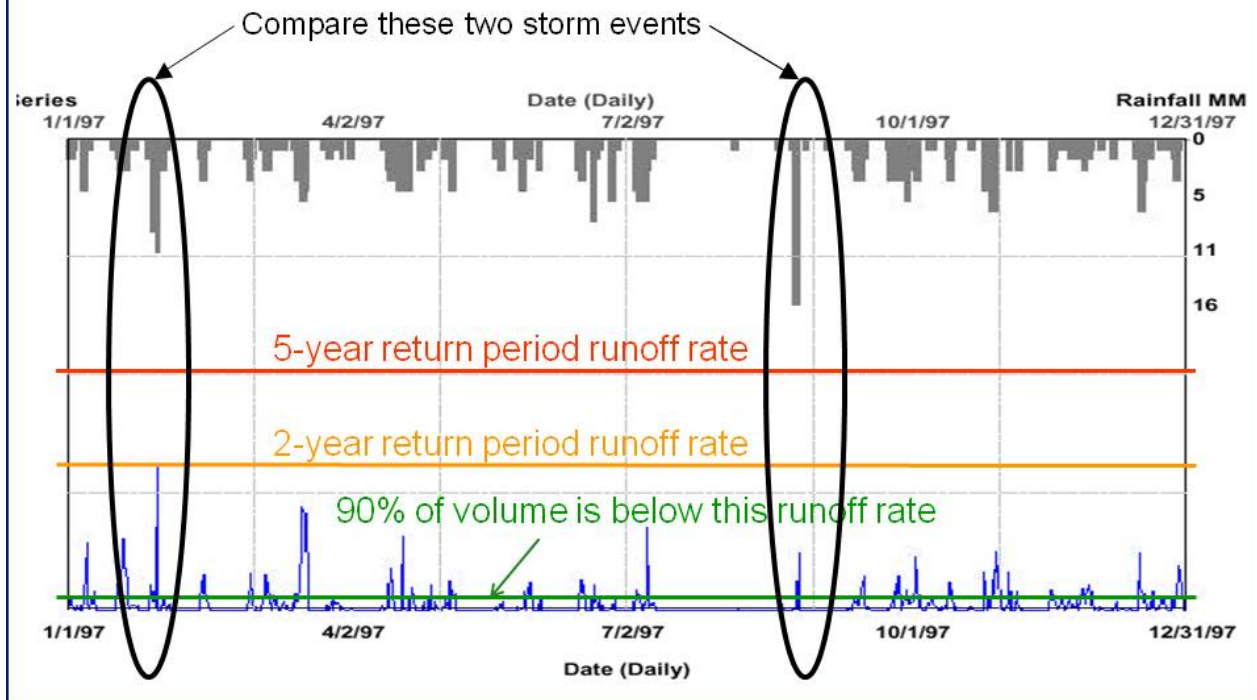 Compare these two storm events
Series Date (Daily) Rainfall MM
1/1/97 4/2/97 7/2/97 10/1/97 12/31/97
0
5
11
16
5-year return period runoff rate
2-year return period runoff rate
90% of volume is below this runoff rate
1/1/97 4/2/97 7/2/97 10/1/97 12/31/97
Date (Daily)